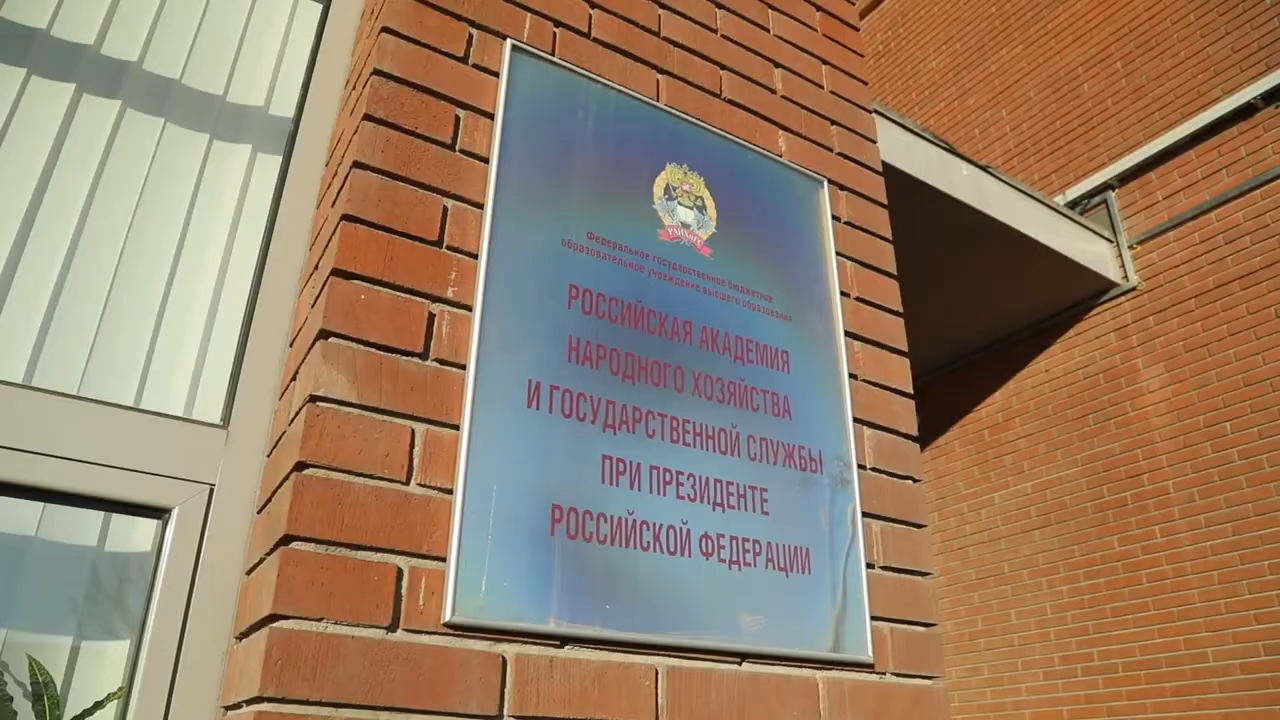 РАНХиГС
Федеральное государственное бюджетное
образовательное учреждение высшего образования
РОССИЙСКАЯ АКАДЕМИЯ
НАРОДНОГО ХОЗЯЙСТВА
И ГОСУДАРСТВЕННОЙ СЛУЖБЫ
ПРИ ПРЕЗИДЕНТЕ
РОССИЙСКОЙ ФЕДЕРАЦИИ